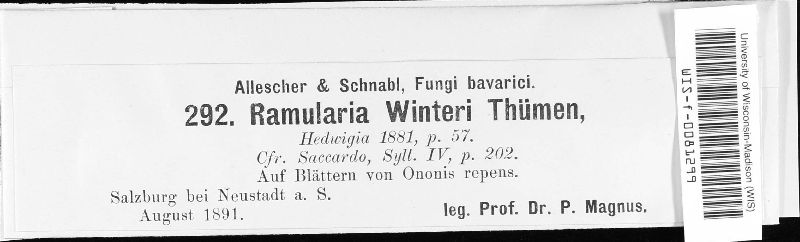 Allescher & Schnabl, Fungi bavarici.
292. Ramularia Winteri Thümen,
Hedwigia 1881, p. 57.
Cfr. Saccardo, Syll. IV, p. 202.
Auf Blättern von Ononis repens.
Salzburg bei Neustadt a. S.
August 1891.
leg. Prof. Dr. P. Magnus.
University of Wisconsin-Madison (WIS)
WIS-f-0081299